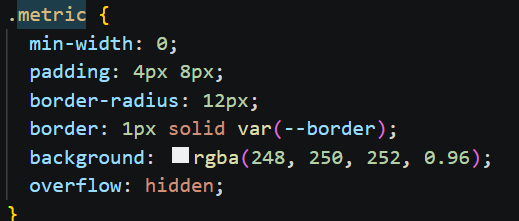 .metric {
  min-width: 0;
  padding: 4px 8px;
  border-radius: 12px;
  border: 1px solid var(--border);
  background: rgba(248, 250, 252, 0.96);
  overflow: hidden;
}